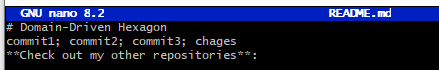 GNU nano 8.2 README.md
# Domain-Driven Hexagon
commit1; commit2; commit3; chages
**Check out my other repositories**: